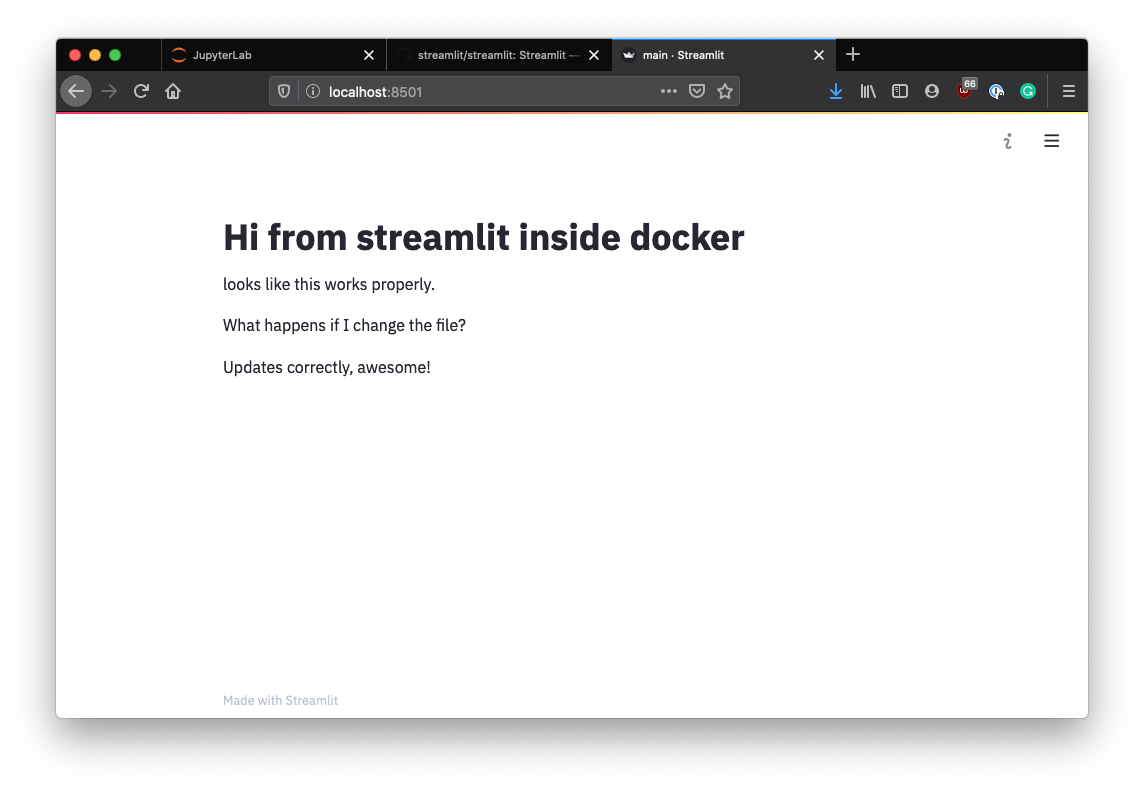 JupyterLab
streamlit/streamlit: Streamlit —
main · Streamlit
localhost:8501
66
Hi from streamlit inside docker
looks like this works properly.
What happens if I change the file?
Updates correctly, awesome!
Made with Streamlit